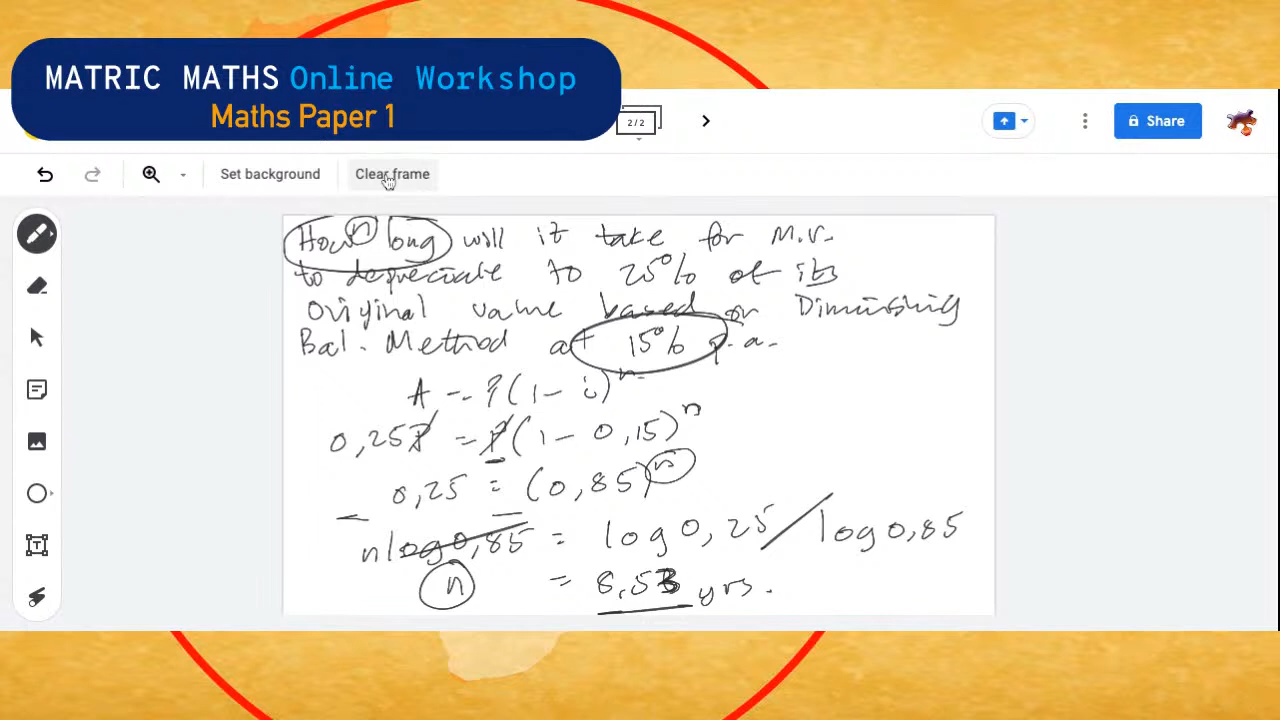 MATRIC MATHS Online Workshop
Maths Paper 1
2/2
Share
Set background
Clear frame
How n long will it take for M.V.
to depreciate to 25% of its
Original value based on Diminishing
Bal. Method at 15% p.a.
A = P(1 - i)^n
0,25P = P(1 - 0,15)^n
0,25 = (0,85)^n
n log 0,85 = log 0,25 / log 0,85
n = 8,53 yrs.